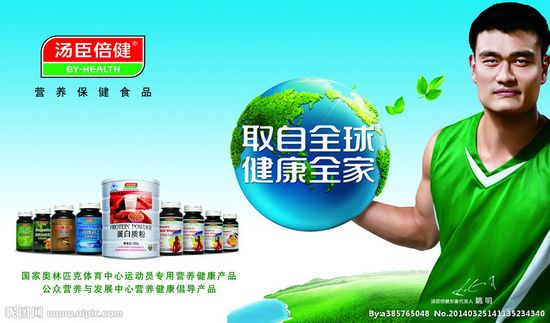 汤臣倍健®
BY-HEALTH
营养保健食品
取自全球
健康全家
PROTEIN POWDER
蛋白质粉
国家奥林匹克体育中心运动员专用营养健康产品
公众营养与发展中心营养健康倡导产品
汤臣倍健形象代言人 姚明
昵图网 www.nipic.com
By:a385765048 No.20140325141135234340